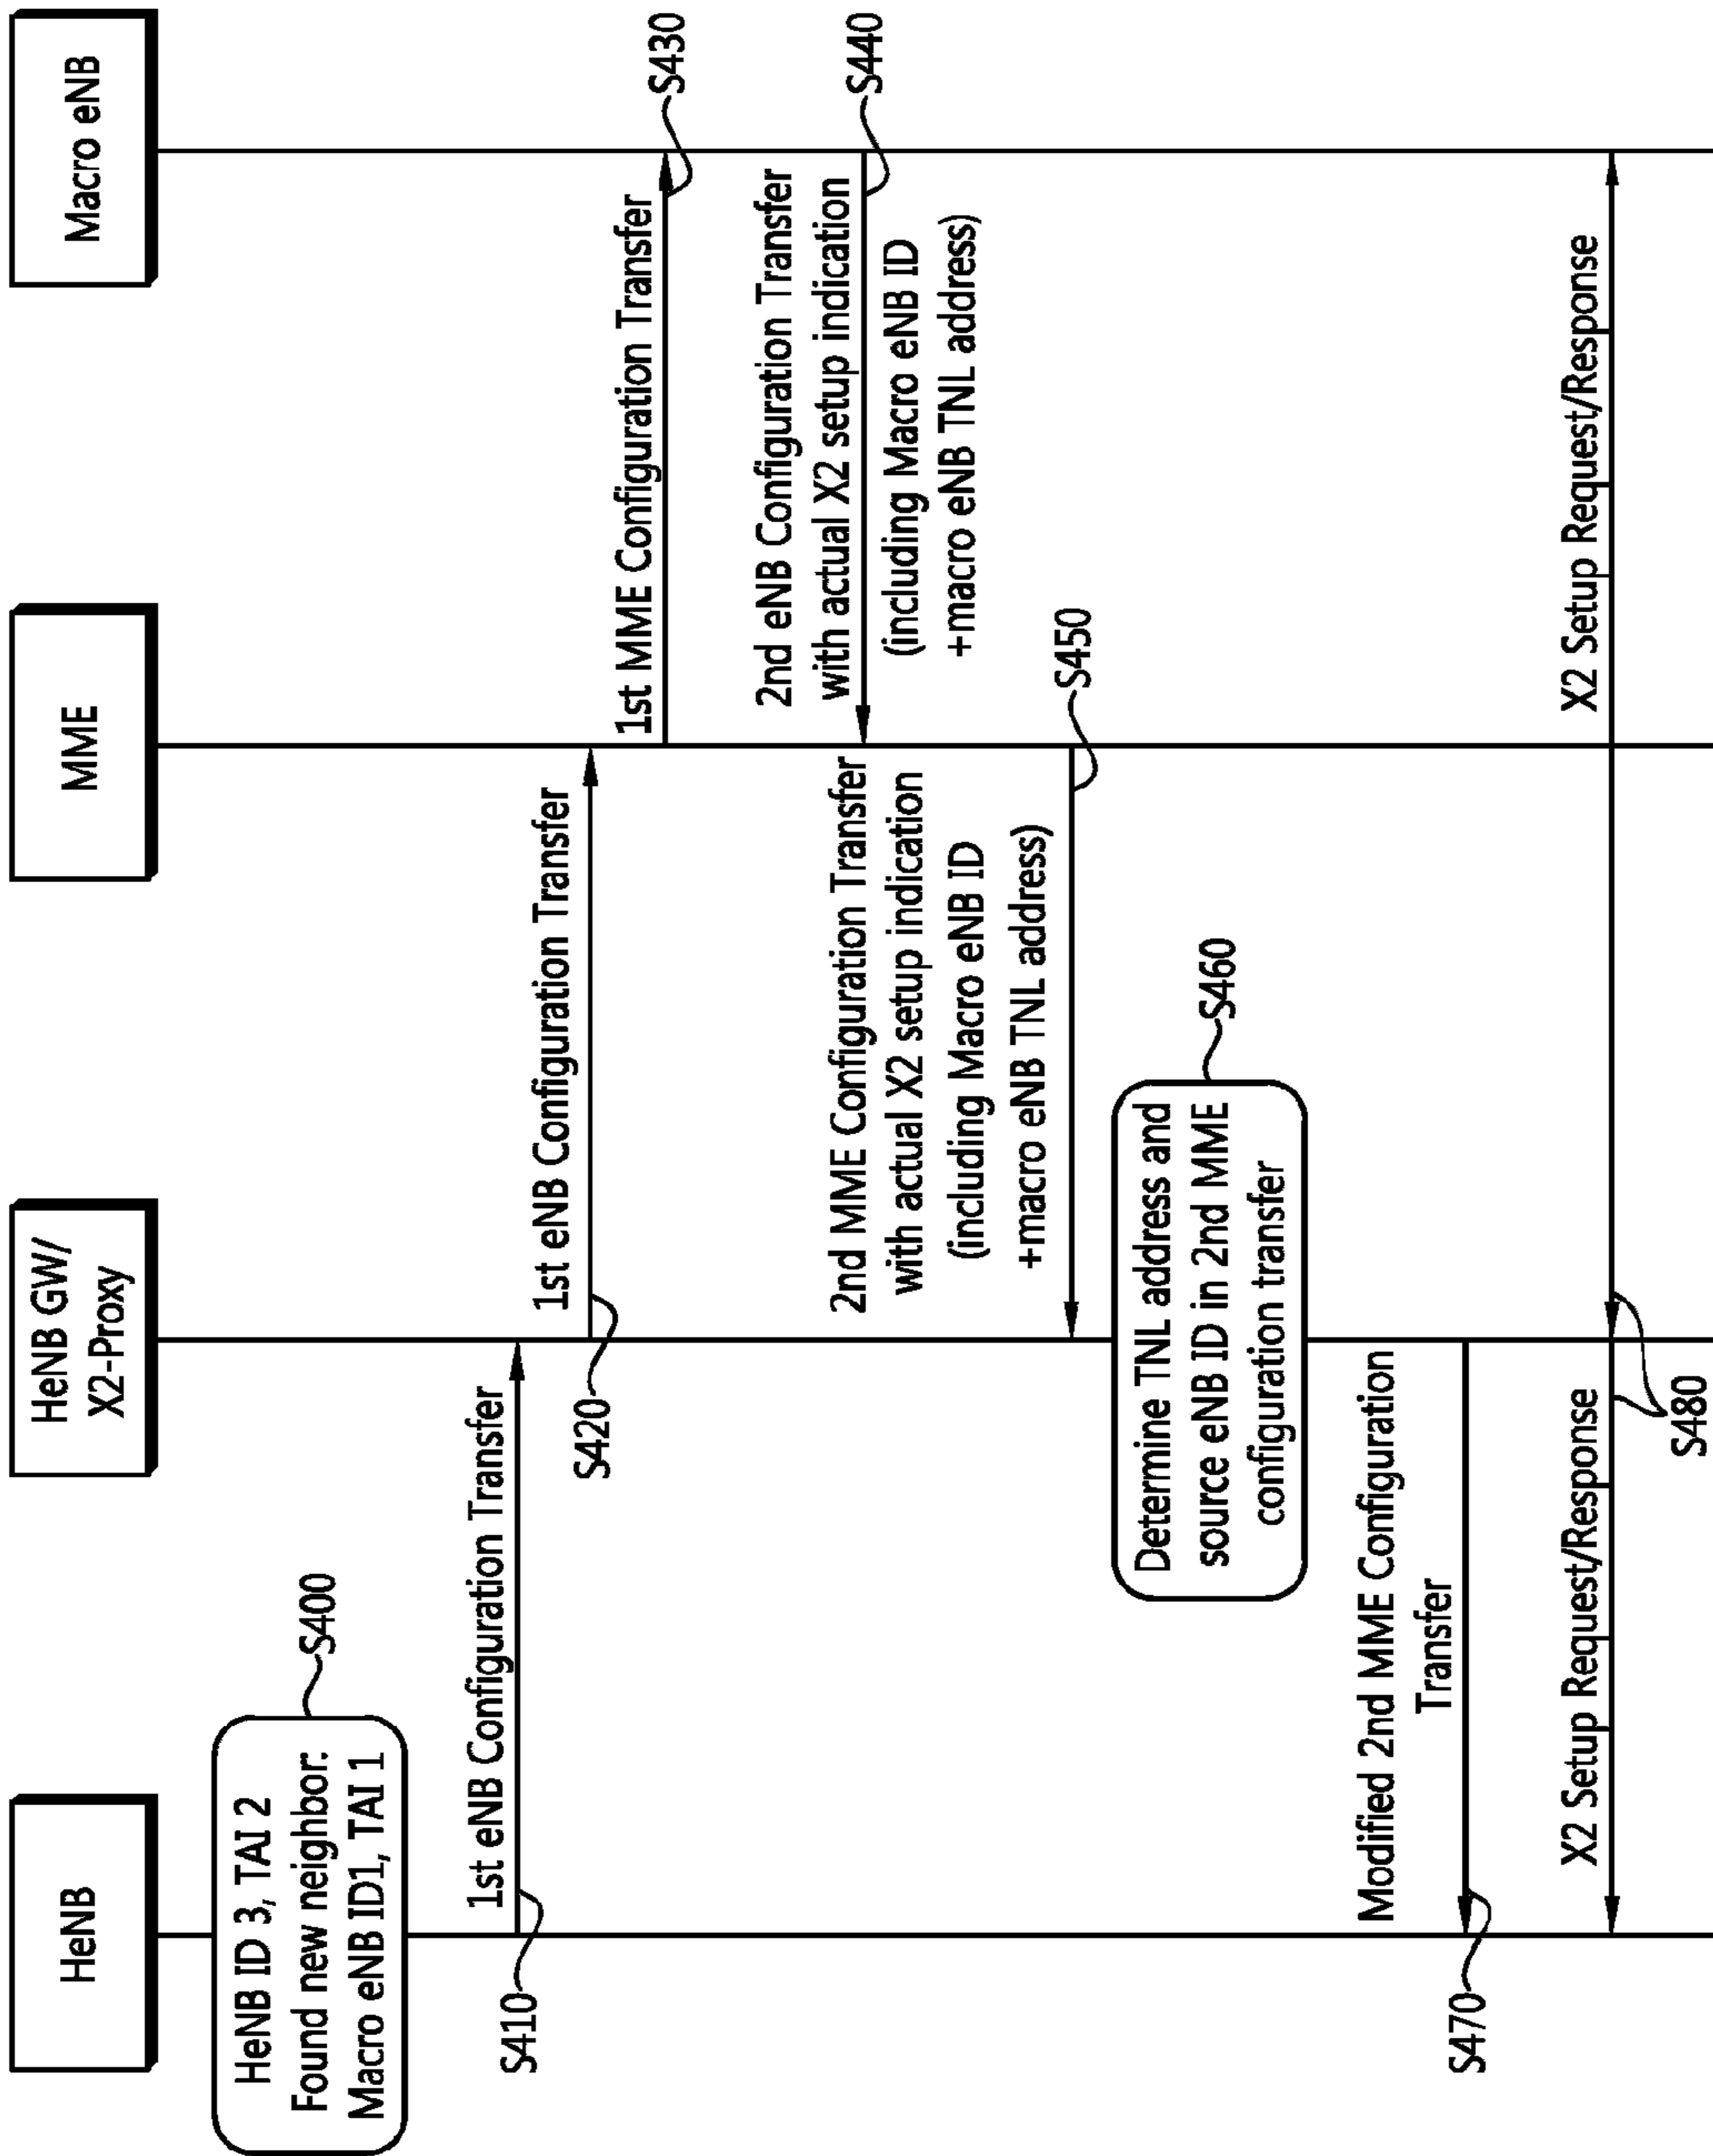 HeNB
HeNB GW/
X2-Proxy
MME
Macro eNB
HeNB ID 3, TAI 2
Found new neighbor:
Macro eNB ID1, TAI 1
S400
1st eNB Configuration Transfer
S410
1st eNB Configuration Transfer
S420
1st MME Configuration Transfer
S430
2nd eNB Configuration Transfer
with actual X2 setup indication
(including Macro eNB ID
+macro eNB TNL address)
S440
2nd MME Configuration Transfer
with actual X2 setup indication
(including Macro eNB ID
+macro eNB TNL address)
S450
Determine TNL address and
source eNB ID in 2nd MME
configuration transfer
S460
Modified 2nd MME Configuration
Transfer
S470
X2 Setup Request/Response
X2 Setup Request/Response
S480